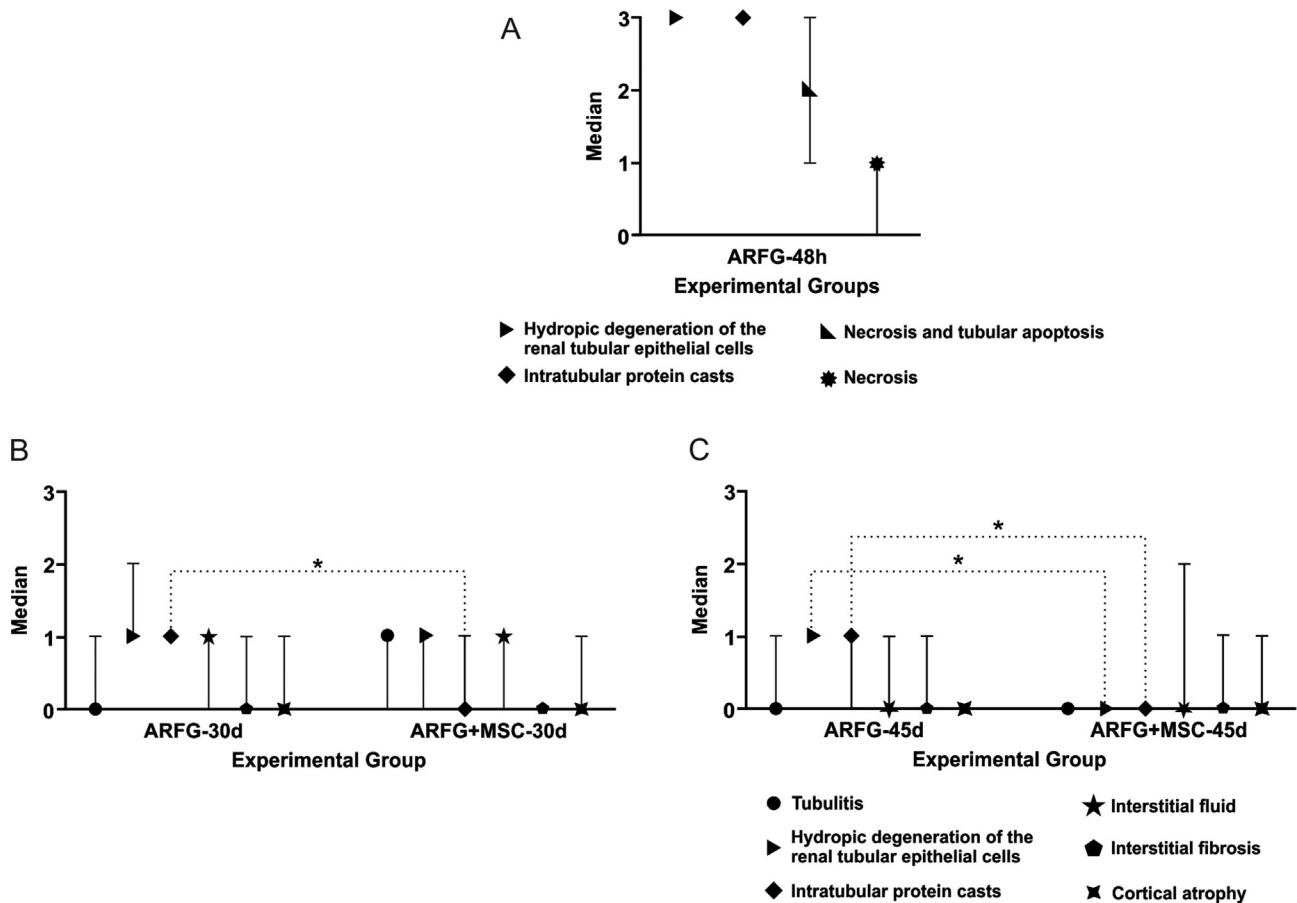 A
3
2
1
0
Median
ARFG-48h
Experimental Groups
Hydropic degeneration of the
renal tubular epithelial cells
Intratubular protein casts
Necrosis and tubular apoptosis
Necrosis
B
3
2
1
0
Median
*
ARFG-30d
ARFG+MSC-30d
Experimental Group
C
3
2
1
0
Median
*
*
ARFG-45d
ARFG+MSC-45d
Experimental Group
Tubulitis
Hydropic degeneration of the
renal tubular epithelial cells
Intratubular protein casts
Interstitial fluid
Interstitial fibrosis
Cortical atrophy